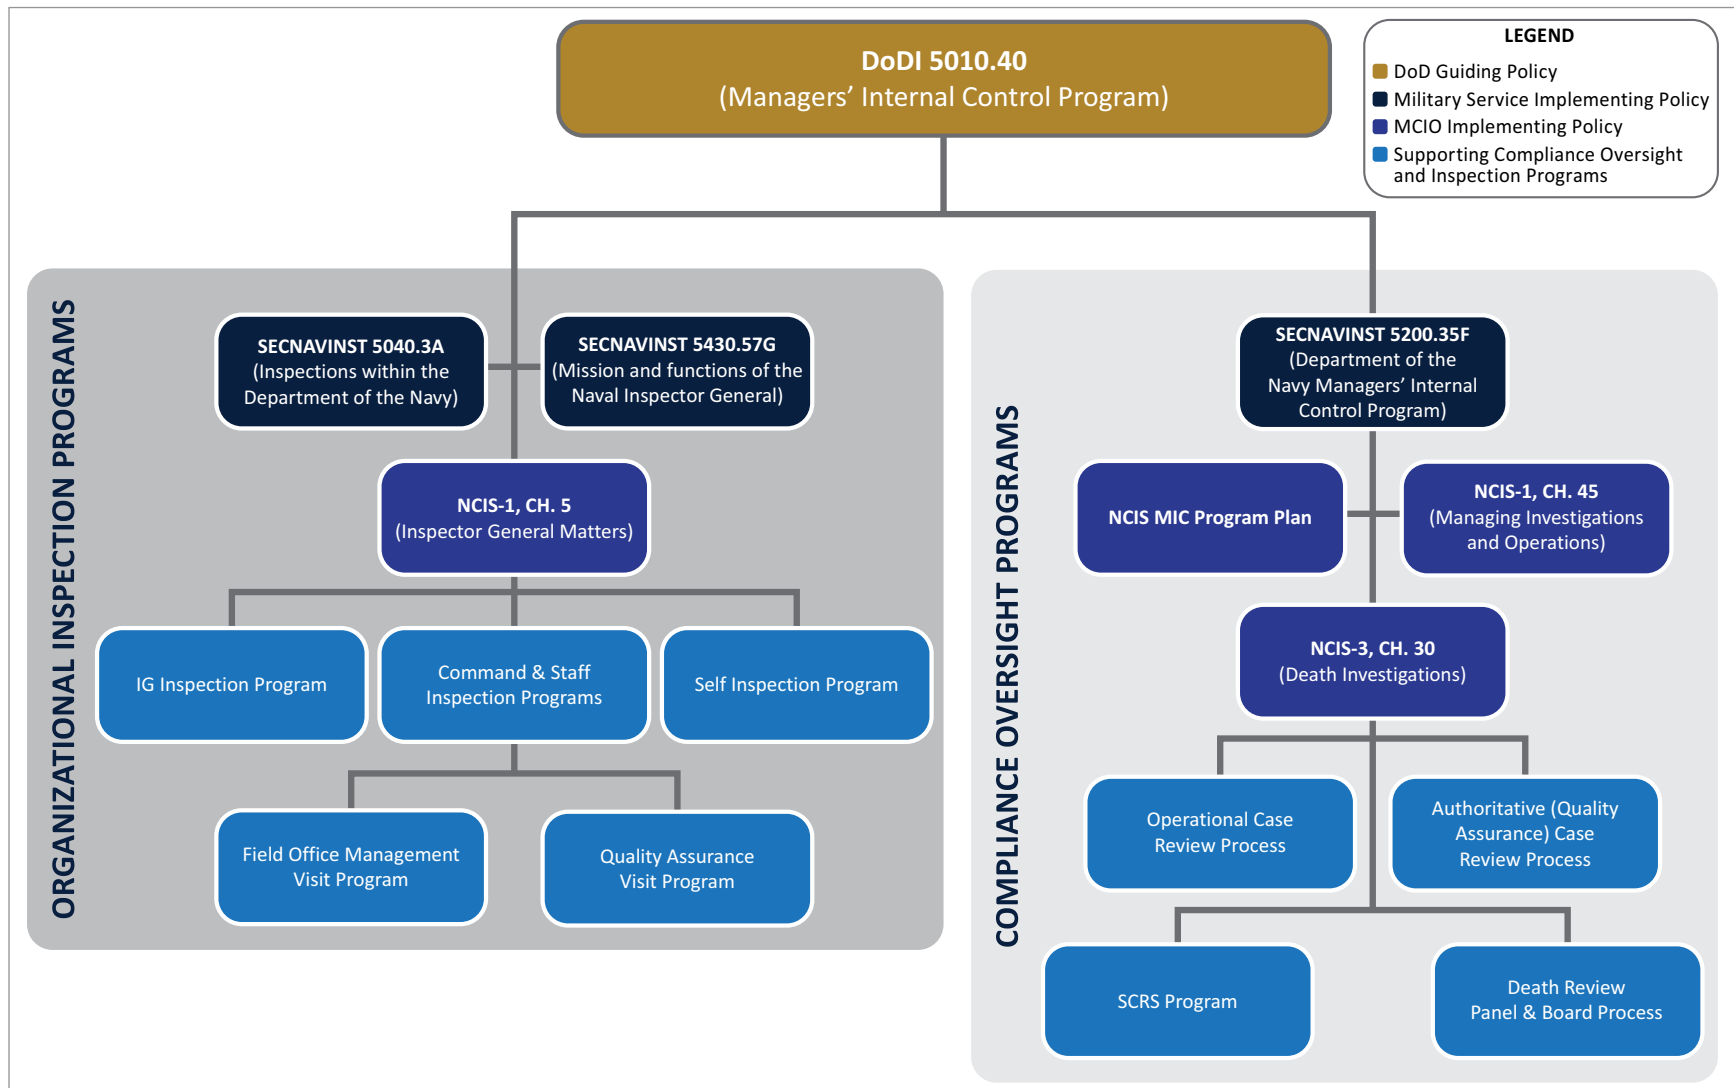 DoDI 5010.40
(Managers’ Internal Control Program)
LEGEND
DoD Guiding Policy
Military Service Implementing Policy
MCIO Implementing Policy
Supporting Compliance Oversight
and Inspection Programs
ORGANIZATIONAL INSPECTION PROGRAMS
SECNAVINST 5040.3A
(Inspections within the
Department of the Navy)
SECNAVINST 5430.57G
(Mission and functions of the
Naval Inspector General)
NCIS-1, CH. 5
(Inspector General Matters)
IG Inspection Program
Command & Staff
Inspection Programs
Self Inspection Program
Field Office Management
Visit Program
Quality Assurance
Visit Program
COMPLIANCE OVERSIGHT PROGRAMS
SECNAVINST 5200.35F
(Department of the
Navy Managers’ Internal
Control Program)
NCIS MIC Program Plan
NCIS-1, CH. 45
(Managing Investigations
and Operations)
NCIS-3, CH. 30
(Death Investigations)
Operational Case
Review Process
Authoritative (Quality
Assurance) Case
Review Process
SCRS Program
Death Review
Panel & Board Process